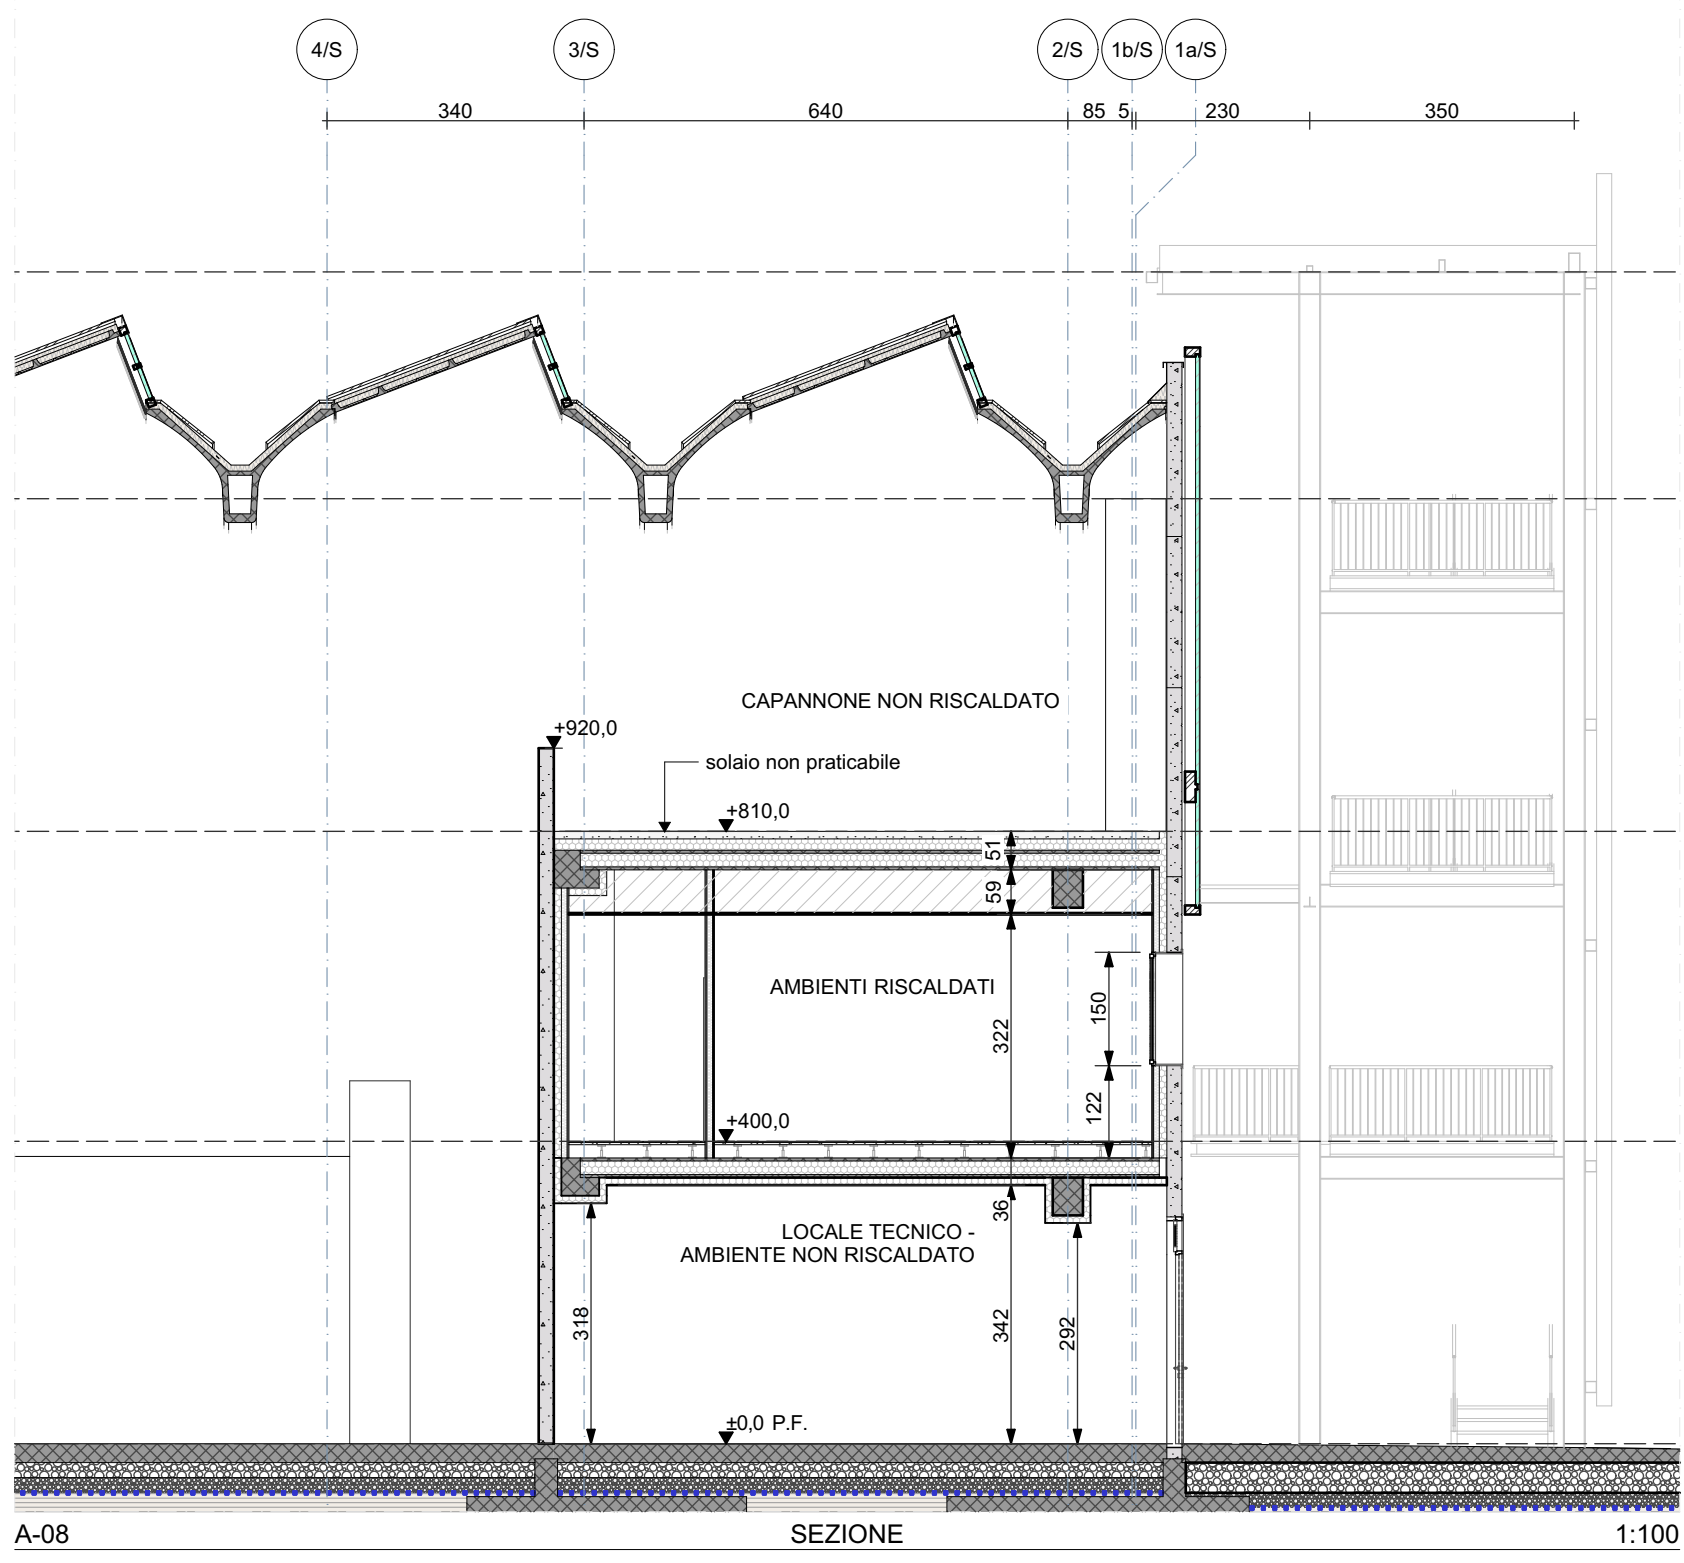 4/S
3/S
2/S
1b/S
1a/S
340
640
85
5
230
350
CAPANNONE NON RISCALDATO
+920,0
solaio non praticabile
+810,0
51
59
AMBIENTI RISCALDATI
150
322
122
+400,0
36
LOCALE TECNICO -
AMBIENTE NON RISCALDATO
318
342
292
±0,0 P.F.
A-08
SEZIONE
1:100